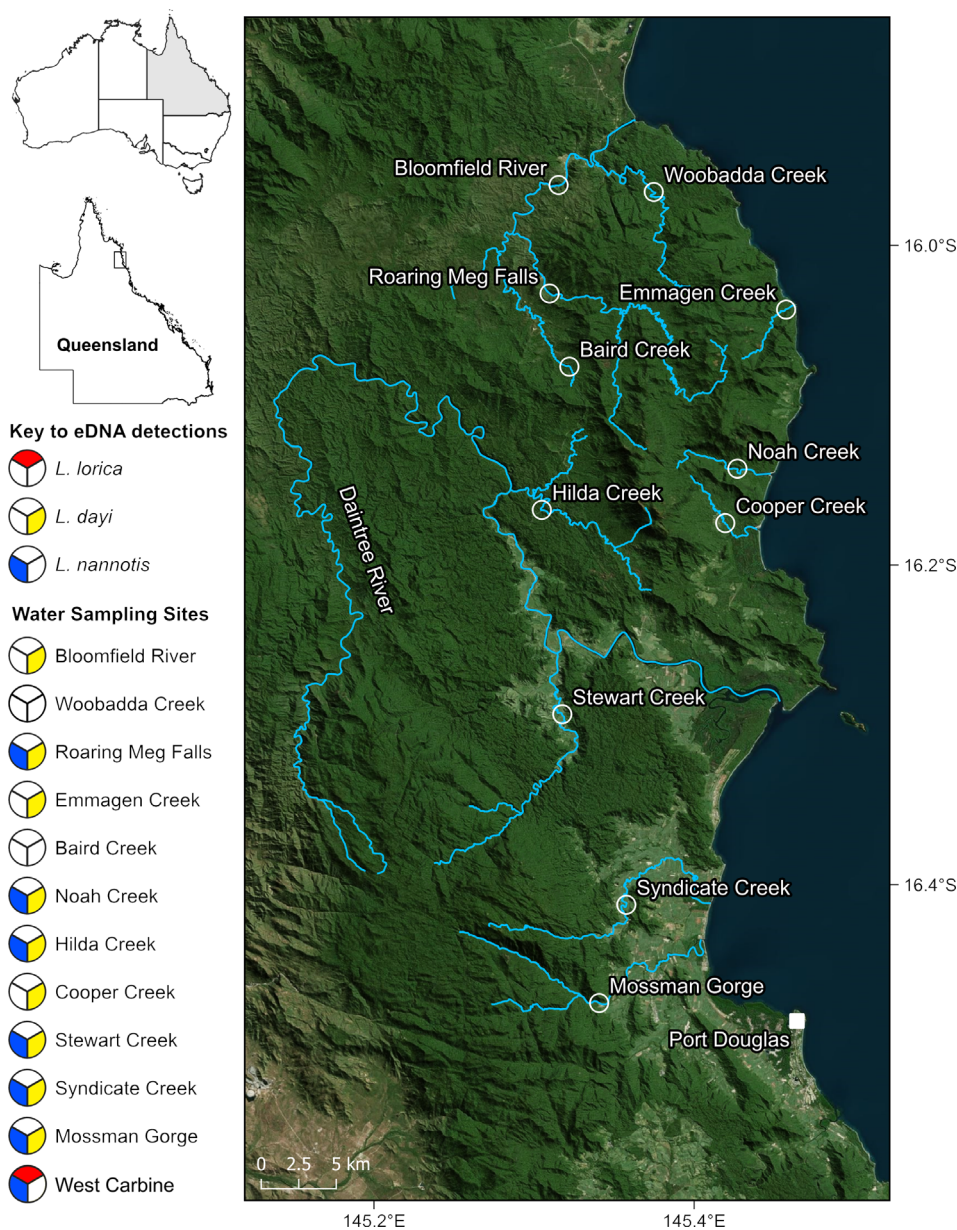 Queensland
Key to eDNA detections
L. lorica
L. dayi
L. nannotis
Water Sampling Sites
Bloomfield River
Woobadda Creek
Roaring Meg Falls
Emmagen Creek
Baird Creek
Noah Creek
Hilda Creek
Cooper Creek
Stewart Creek
Syndicate Creek
Mossman Gorge
West Carbine
Bloomfield River
Woobadda Creek
Roaring Meg Falls
Emmagen Creek
Baird Creek
Noah Creek
Hilda Creek
Cooper Creek
Daintree River
Stewart Creek
Syndicate Creek
Mossman Gorge
Port Douglas
0 2.5 5 km
16.0°S
16.2°S
16.4°S
145.2°E
145.4°E